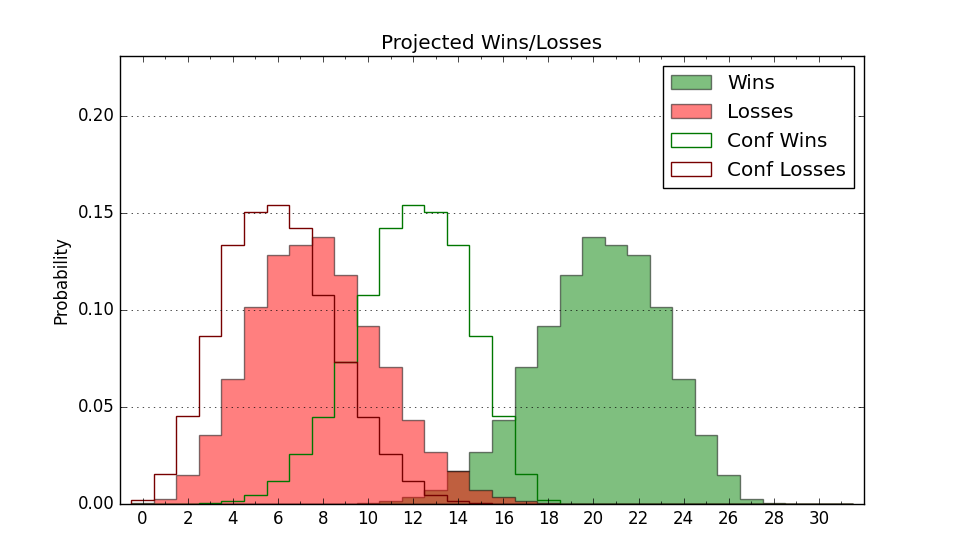 Projected Wins/Losses
Wins
Losses
Conf Wins
Conf Losses
Probability
0.20
0.15
0.10
0.05
0.00
0 2 4 6 8 10 12 14 16 18 20 22 24 26 28 30